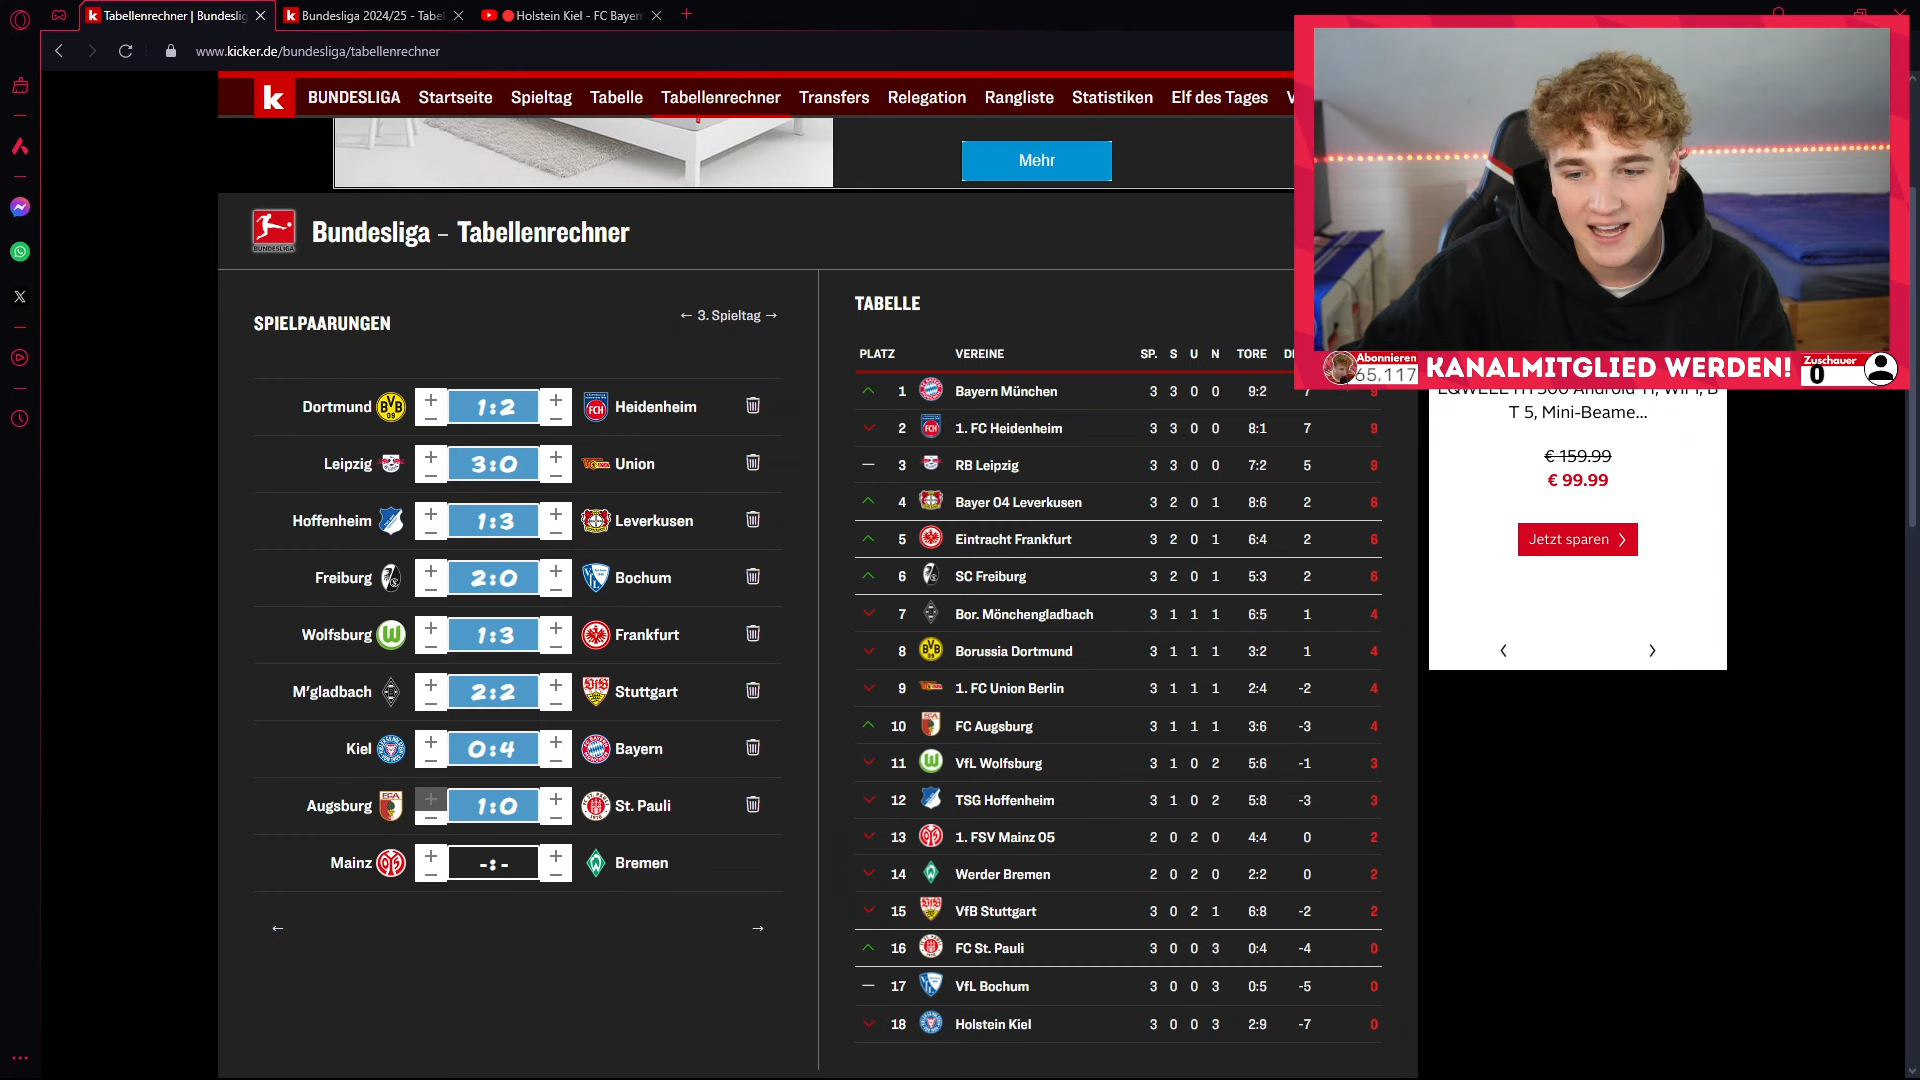 Tabellenrechner | Bundeslig
Bundesliga 2024/25 - Tabe
Holstein Kiel - FC Bayern
www.kicker.de/bundesliga/tabellenrechner
k BUNDESLIGA Startseite Spieltag Tabelle Tabellenrechner Transfers Relegation Rangliste Statistiken Elf des Tages V
Mehr
BUNDESLIGA
Bundesliga – Tabellenrechner
SPIELPAARUNGEN
← 3. Spieltag →
Dortmund 1:2 Heidenheim
Leipzig 3:0 Union
Hoffenheim 1:3 Leverkusen
Freiburg 2:0 Bochum
Wolfsburg 1:3 Frankfurt
M'gladbach 2:2 Stuttgart
Kiel 0:4 Bayern
Augsburg 1:0 St. Pauli
Mainz -:- Bremen
← →
TABELLE
PLATZ VEREINE SP. S U N TORE
1 Bayern München 3 3 0 0 9:2 7 9
2 1. FC Heidenheim 3 3 0 0 8:1 7 9
3 RB Leipzig 3 3 0 0 7:2 5 9
4 Bayer 04 Leverkusen 3 2 0 1 8:6 2 6
5 Eintracht Frankfurt 3 2 0 1 6:4 2 6
6 SC Freiburg 3 2 0 1 5:3 2 6
7 Bor. Mönchengladbach 3 1 1 1 6:5 1 4
8 Borussia Dortmund 3 1 1 1 3:2 1 4
9 1. FC Union Berlin 3 1 1 1 2:4 -2 4
10 FC Augsburg 3 1 1 1 3:6 -3 4
11 VfL Wolfsburg 3 1 0 2 5:6 -1 3
12 TSG Hoffenheim 3 1 0 2 5:8 -3 3
13 1. FSV Mainz 05 2 0 2 0 4:4 0 2
14 Werder Bremen 2 0 2 0 2:2 0 2
15 VfB Stuttgart 3 0 2 1 6:8 -2 2
16 FC St. Pauli 3 0 0 3 0:4 -4 0
17 VfL Bochum 3 0 0 3 0:5 -5 0
18 Holstein Kiel 3 0 0 3 2:9 -7 0
Abonnieren
65,117
KANALMITGLIED WERDEN!
Zuschauer
0
T 5, Mini-Beame...
€ 159.99
€ 99.99
Jetzt sparen